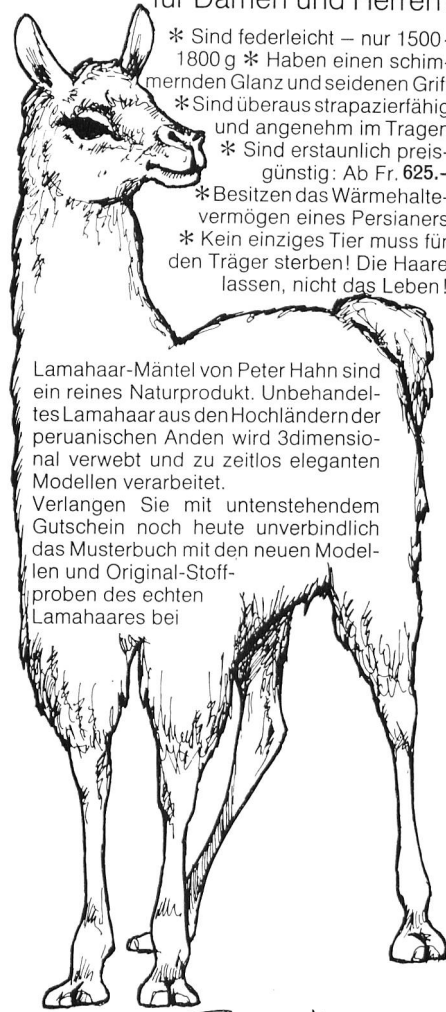 für Damen und Herren
✻ Sind federleicht – nur 1500-
1800 g ✻ Haben einen schim-
mernden Glanz und seidenen Grif
✻ Sind überaus strapazierfähig
und angenehm im Tragen
✻ Sind erstaunlich preis-
günstig: Ab Fr. 625.-
✻ Besitzen das Wärmehalte-
vermögen eines Persianers
✻ Kein einziges Tier muss für
den Träger sterben! Die Haare
lassen, nicht das Leben!
Lamahaar-Mäntel von Peter Hahn sind
ein reines Naturprodukt. Unbehandel-
tes Lamahaar aus den Hochländern der
peruanischen Anden wird 3dimensio-
nal verwebt und zu zeitlos eleganten
Modellen verarbeitet.
Verlangen Sie mit untenstehendem
Gutschein noch heute unverbindlich
das Musterbuch mit den neuen Model-
len und Original-Stoff-
proben des echten
Lamahaares bei